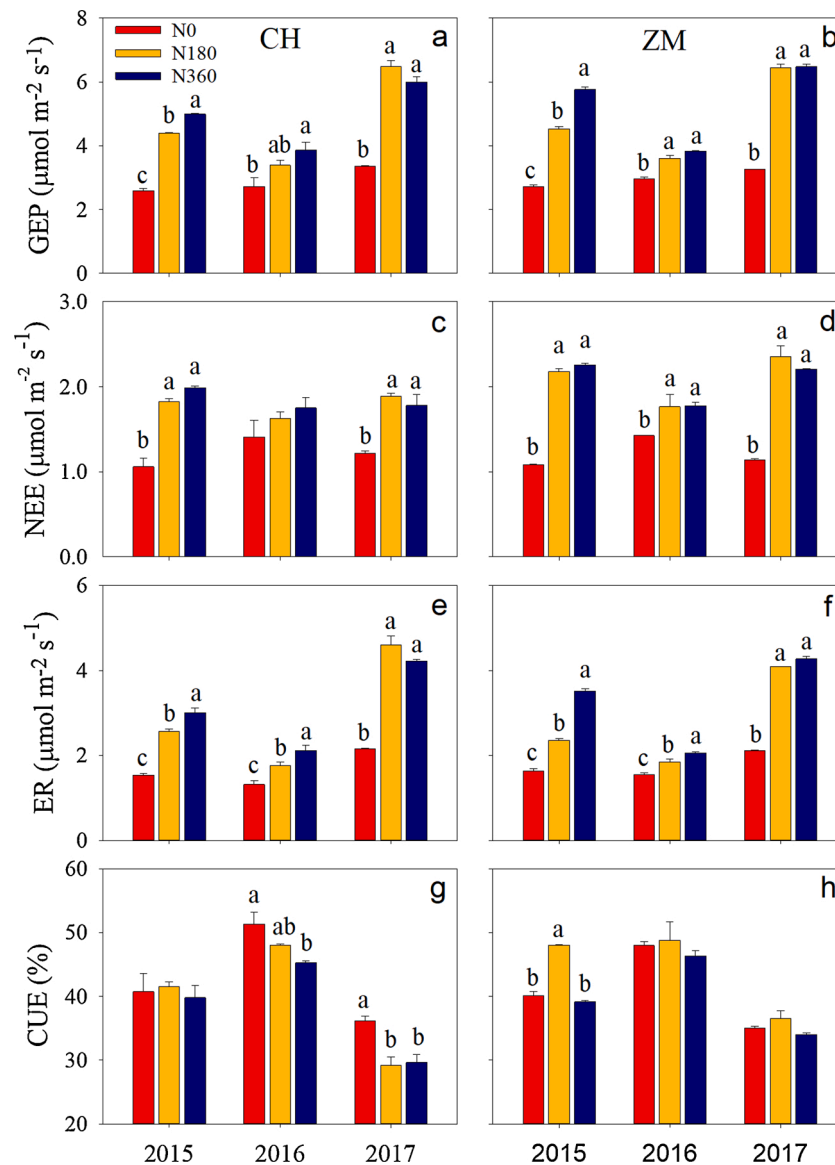 N0
N180
N360
CH
a
ZM
b
GEP (µmol m-2 s-1)
8
6
4
2
0
c b a
b ab a
b a a
c b a
b a a
b a a
NEE (µmol m-2 s-1)
3.0
2.0
1.0
0.0
c
d
b a a
b a a
b a a
b a a
b a a
ER (µmol m-2 s-1)
6
4
2
0
e
f
c b a
c b a
b a a
c b a
c b a
b a a
CUE (%)
60
50
40
30
20
g
h
a ab b
a b b
b a b
2015 2016 2017
2015 2016 2017